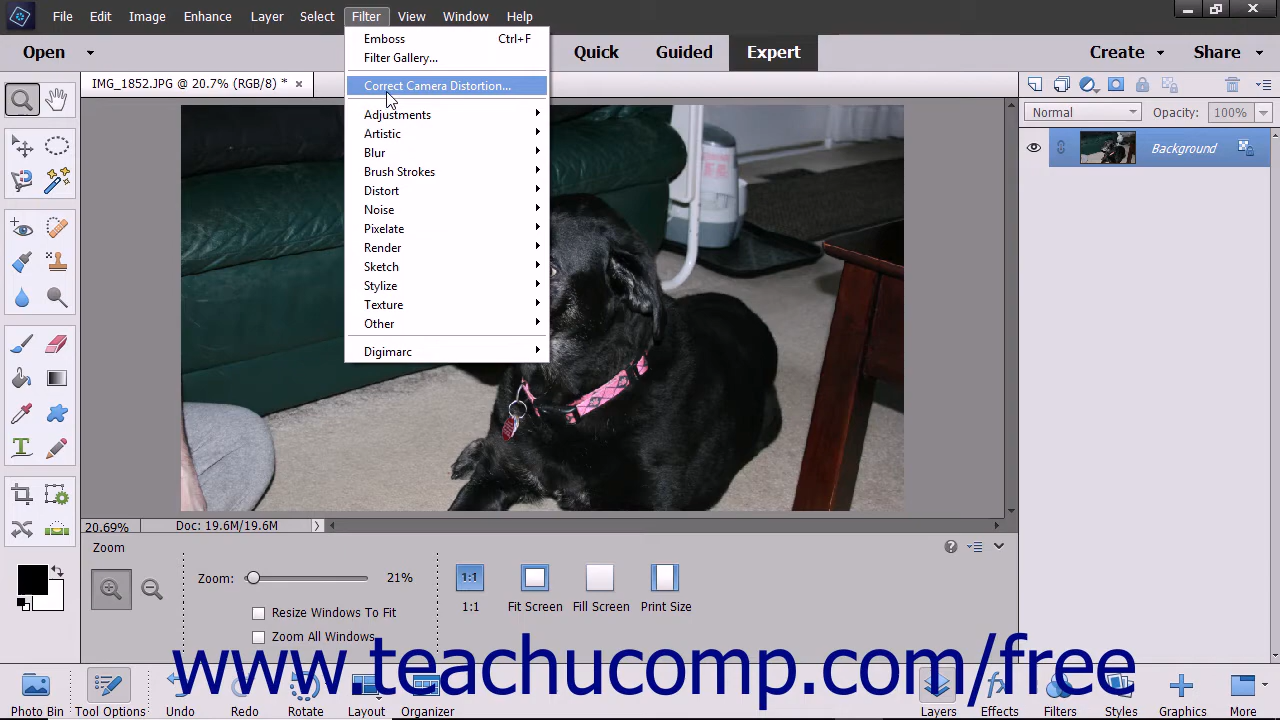 File Edit Image Enhance Layer Select Filter View Window Help
Open Quick Guided Expert Create Share
IMG_1852.JPG @ 20.7% (RGB/8) * ×
Emboss Ctrl+F
Filter Gallery...
Correct Camera Distortion...
Adjustments
Artistic
Blur
Brush Strokes
Distort
Noise
Pixelate
Render
Sketch
Stylize
Texture
Other
Digimarc
Normal Opacity: 100%
Background
20.69% Doc: 19.6M/19.6M
Zoom
Zoom: 21%
1:1
1:1 Fit Screen Fill Screen Print Size
Resize Windows To Fit
Zoom All Windows
www.teachucomp.com/free
Photo Bin Tool Options Undo Redo Rotate Layout Organizer Layers Effects Filters Styles Graphics More